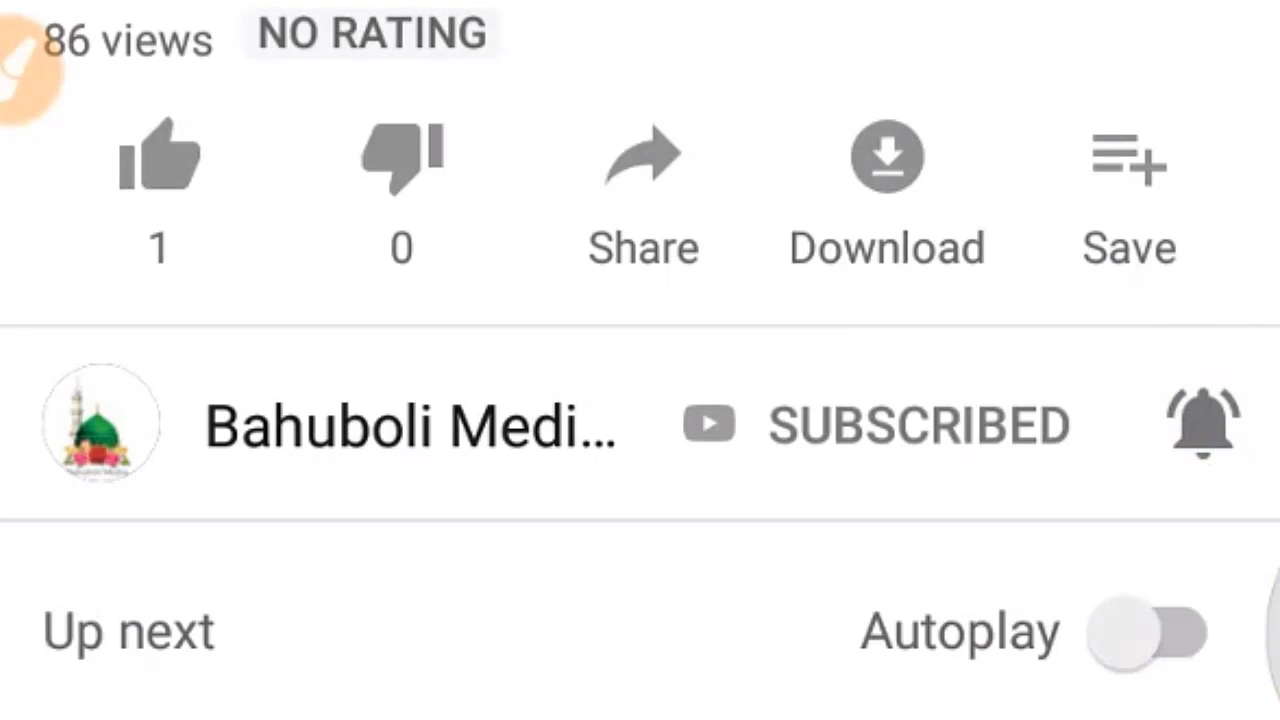 86 views NO RATING
1 0 Share Download Save
Bahuboli Medi... SUBSCRIBED
Up next Autoplay